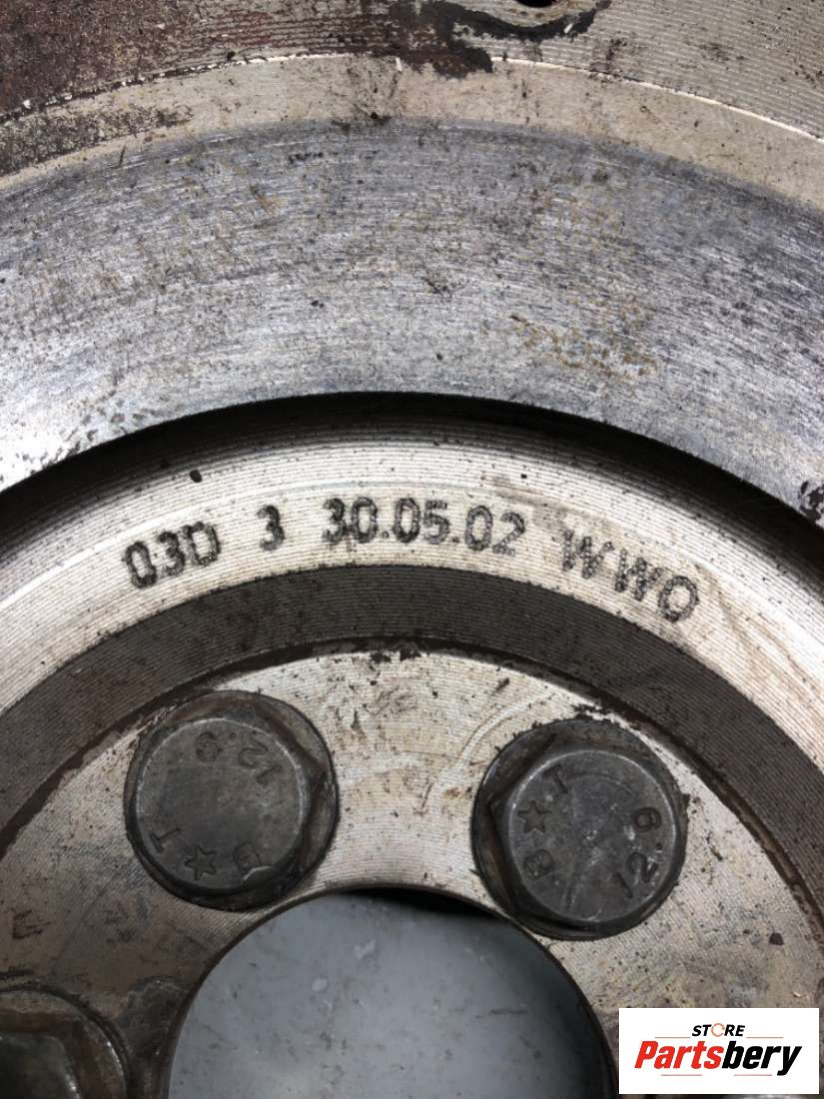 03D 3 30.05.02 WWO
12.9 B☆T
B☆T 12.9
STORE
Partsbery